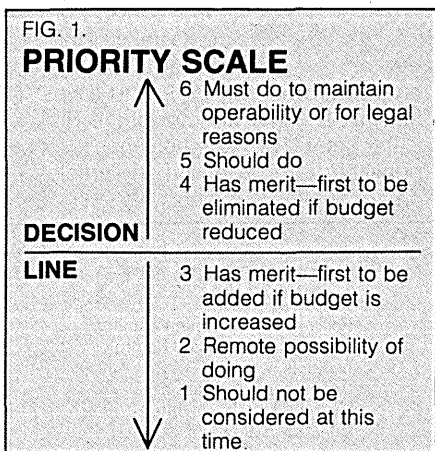 FIG. 1.
PRIORITY SCALE
6 Must do to maintain
operability or for legal
reasons
5 Should do
4 Has merit—first to be
eliminated if budget
reduced
DECISION
LINE
3 Has merit—first to be
added if budget is
increased
2 Remote possibility of
doing
1 Should not be
considered at this
time.